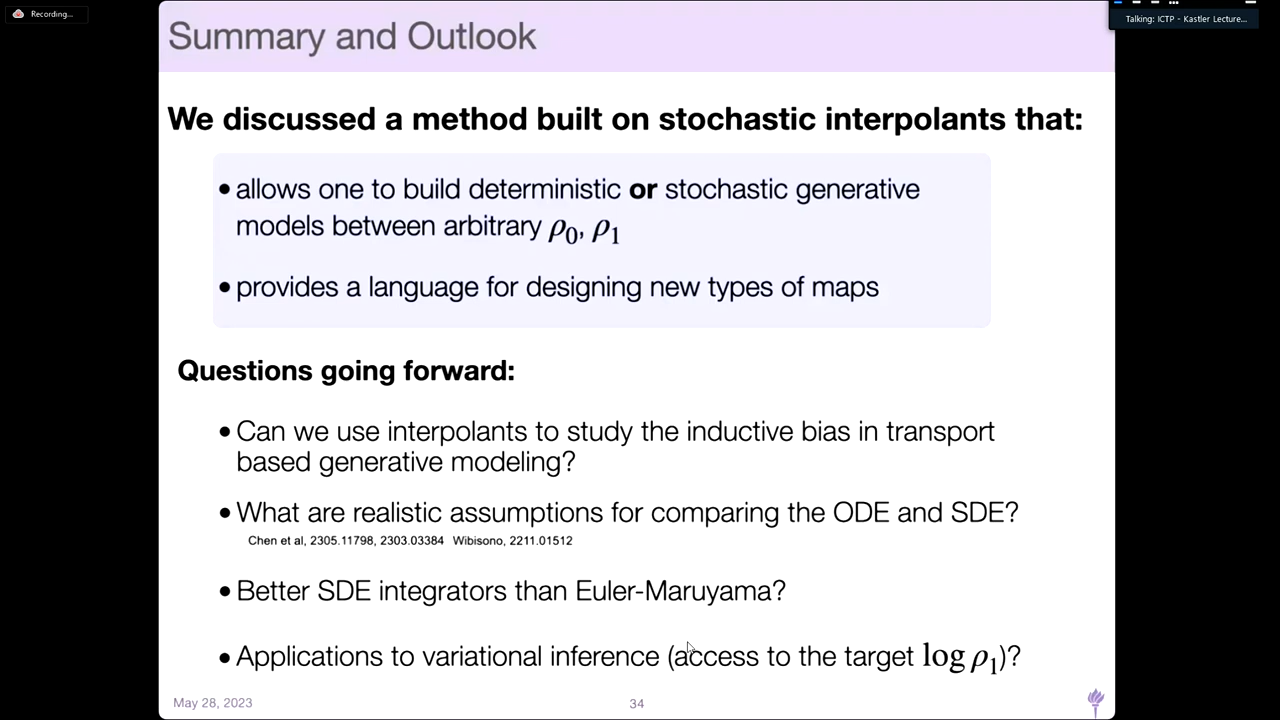 Recording...
Talking: ICTP - Kastler Lecture...
Summary and Outlook
We discussed a method built on stochastic interpolants that:
• allows one to build deterministic or stochastic generative
models between arbitrary ρ₀, ρ₁
• provides a language for designing new types of maps
Questions going forward:
• Can we use interpolants to study the inductive bias in transport
based generative modeling?
• What are realistic assumptions for comparing the ODE and SDE?
Chen et al, 2305.11798, 2303.03384 Wibisono, 2211.01512
• Better SDE integrators than Euler-Maruyama?
• Applications to variational inference (access to the target log ρ₁)?
May 28, 2023
34